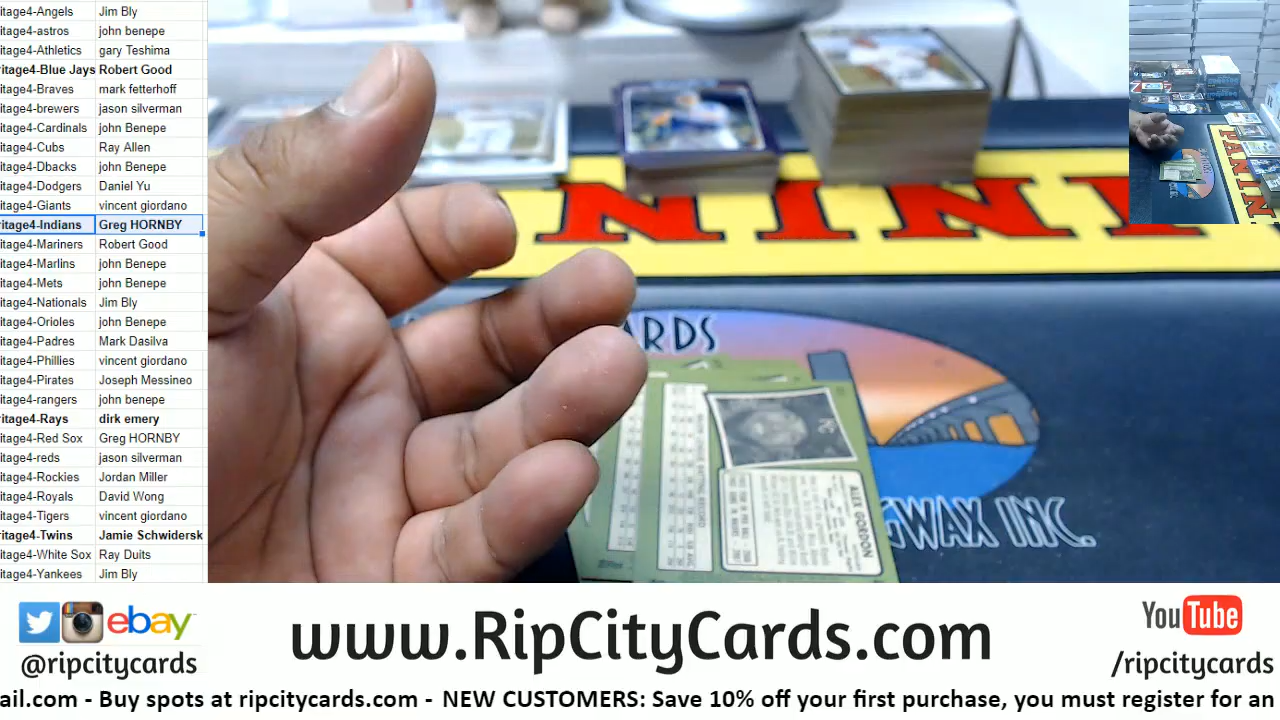 itage4-Angels Jim Bly
itage4-astros john benepe
itage4-Athletics gary Teshima
itage4-Blue Jays Robert Good
itage4-Braves mark fetterhoff
itage4-brewers jason silverman
itage4-Cardinals john Benepe
itage4-Cubs Ray Allen
itage4-Dbacks john Benepe
itage4-Dodgers Daniel Yu
itage4-Giants vincent giordano
itage4-Indians Greg HORNBY
itage4-Mariners Robert Good
itage4-Marlins john Benepe
itage4-Mets john Benepe
itage4-Nationals Jim Bly
itage4-Orioles john Benepe
itage4-Padres Mark Dasilva
itage4-Phillies vincent giordano
itage4-Pirates Joseph Messineo
itage4-rangers john benepe
itage4-Rays dirk emery
itage4-Red Sox Greg HORNBY
itage4-reds jason silverman
itage4-Rockies Jordan Miller
itage4-Royals David Wong
itage4-Tigers vincent giordano
itage4-Twins Jamie Schwidersk
itage4-White Sox Ray Duits
itage4-Yankees Jim Bly
NINI
PANINI
ARDS
GWAX INC.
ALEX GORDON
ebay
@ripcitycards
www.RipCityCards.com
YouTube
/ripcitycards
ail.com - Buy spots at ripcitycards.com - NEW CUSTOMERS: Save 10% off your first purchase, you must register for an